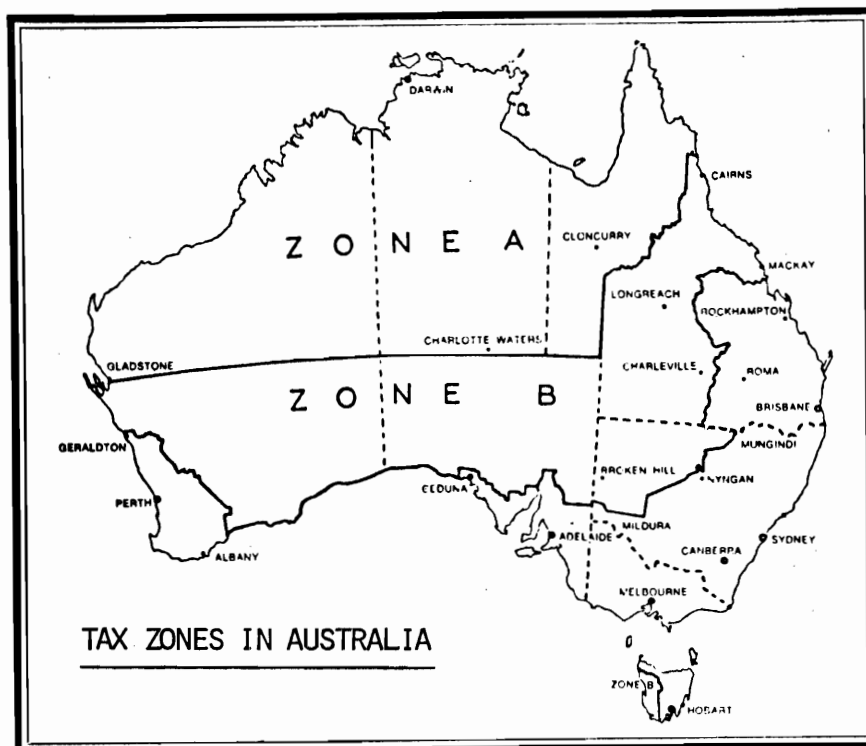 DARWIN
CAIRNS
ZONE A
CLONCURRY
MACKAY
LONGREACH
ROCKHAMPTON
CHARLOTTE WATERS
GLADSTONE
CHARLEVILLE
ROMA
ZONE B
BRISBANE
GERALDTON
MUNGINDI
BROKEN HILL
CEDUNA
NYNGAN
PERTH
MILDURA
ADELAIDE
SYDNEY
ALBANY
CANBERRA
MELBOURNE
TAX ZONES IN AUSTRALIA
ZONE B
HOBART